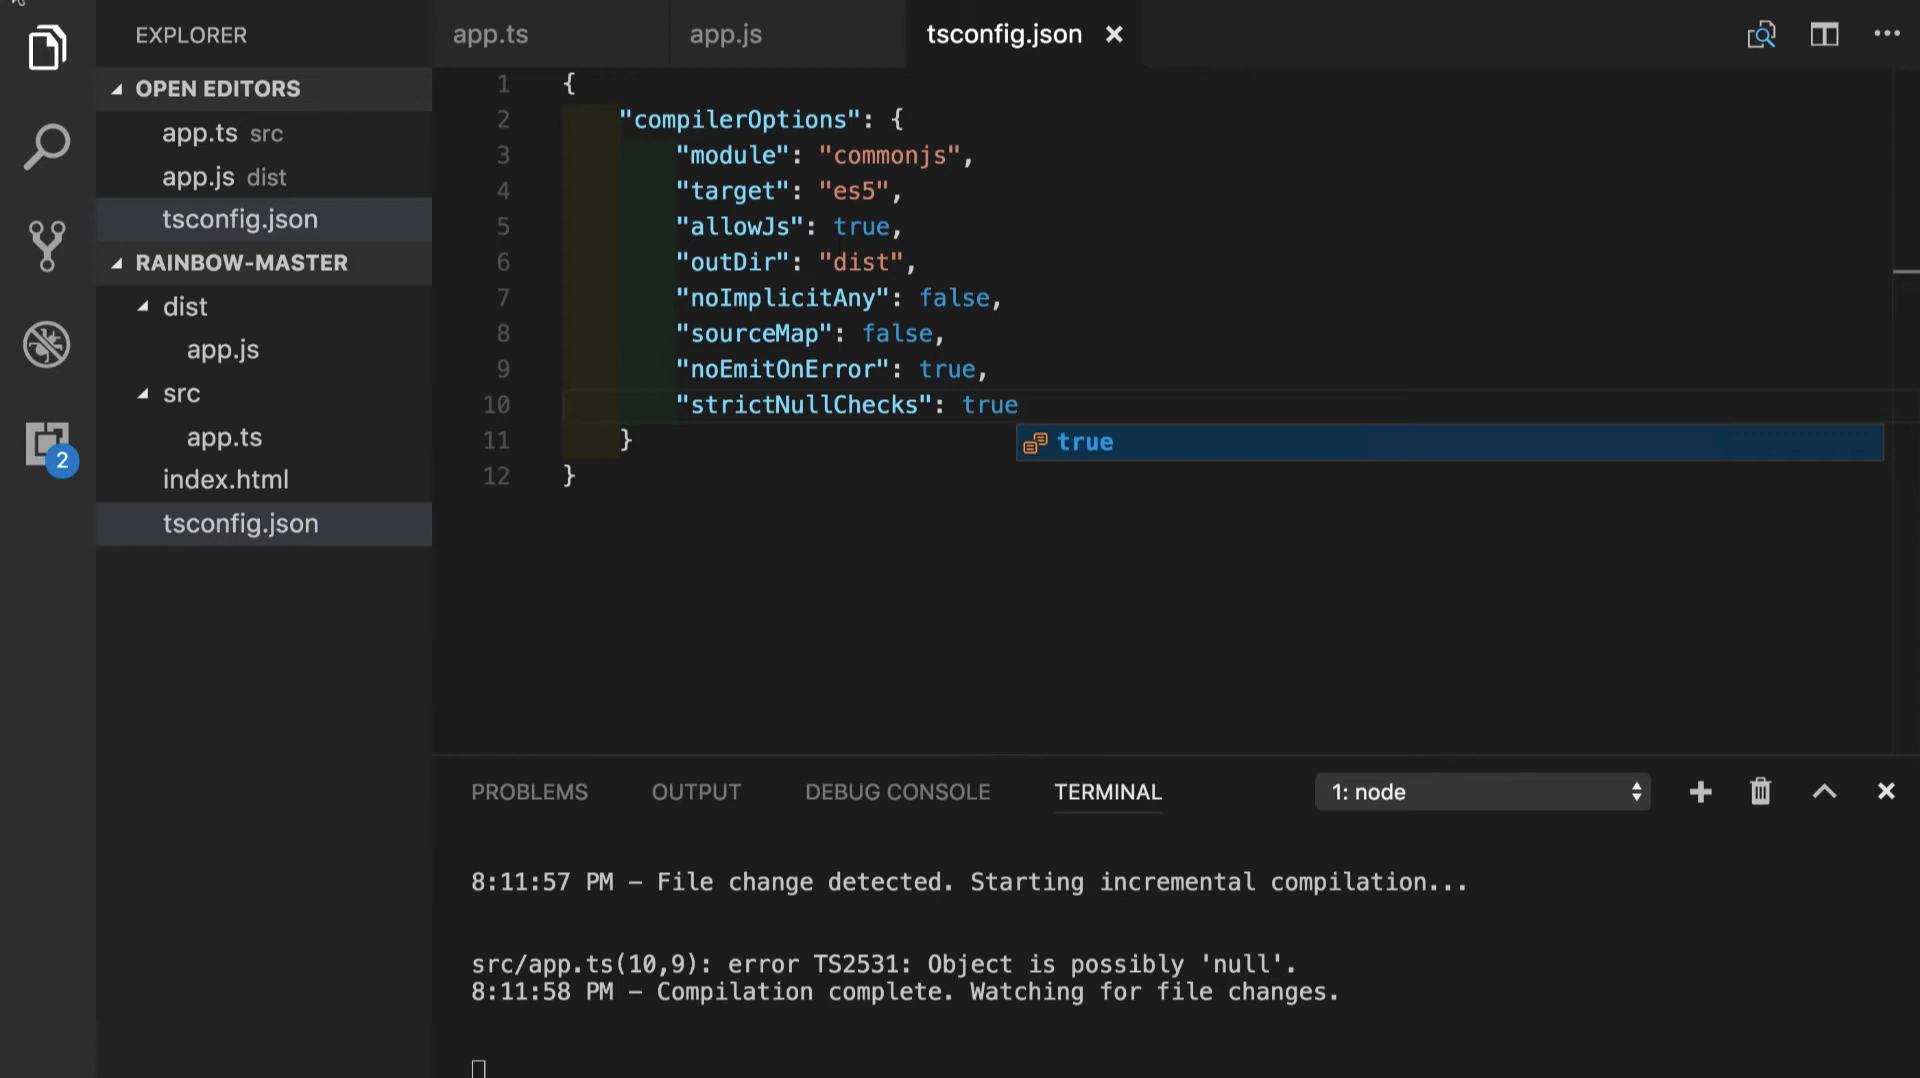 EXPLORER
OPEN EDITORS
app.ts src
app.js dist
tsconfig.json
RAINBOW-MASTER
dist
app.js
src
app.ts
index.html
tsconfig.json
2
app.ts
app.js
tsconfig.json
1 {
2 "compilerOptions": {
3 "module": "commonjs",
4 "target": "es5",
5 "allowJs": true,
6 "outDir": "dist",
7 "noImplicitAny": false,
8 "sourceMap": false,
9 "noEmitOnError": true,
10 "strictNullChecks": true
11 }
true
12 }
PROBLEMS OUTPUT DEBUG CONSOLE TERMINAL 1: node
8:11:57 PM – File change detected. Starting incremental compilation...
src/app.ts(10,9): error TS2531: Object is possibly 'null'.
8:11:58 PM – Compilation complete. Watching for file changes.